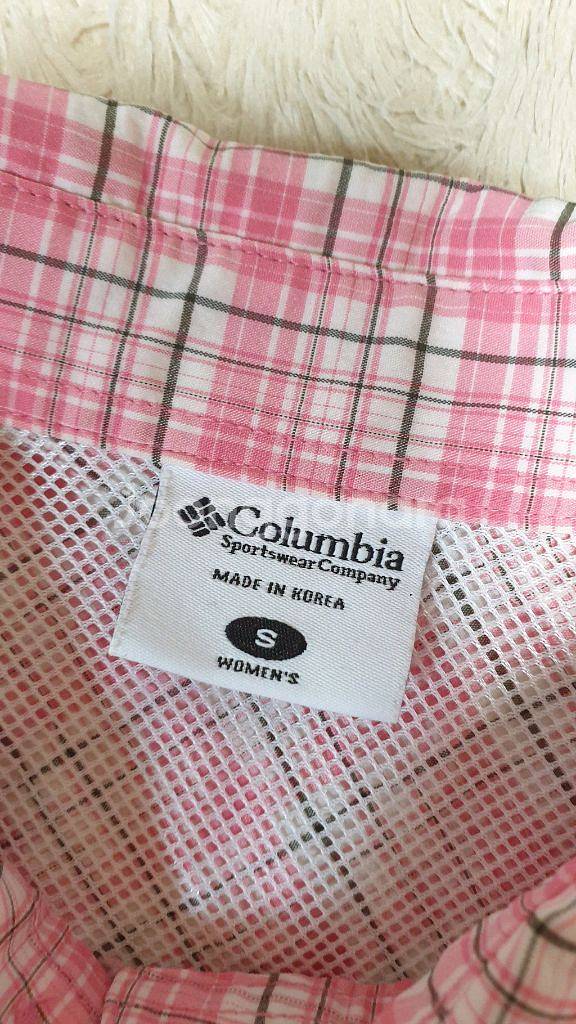 Columbia
Sportswear Company
MADE IN KOREA
S
WOMEN'S